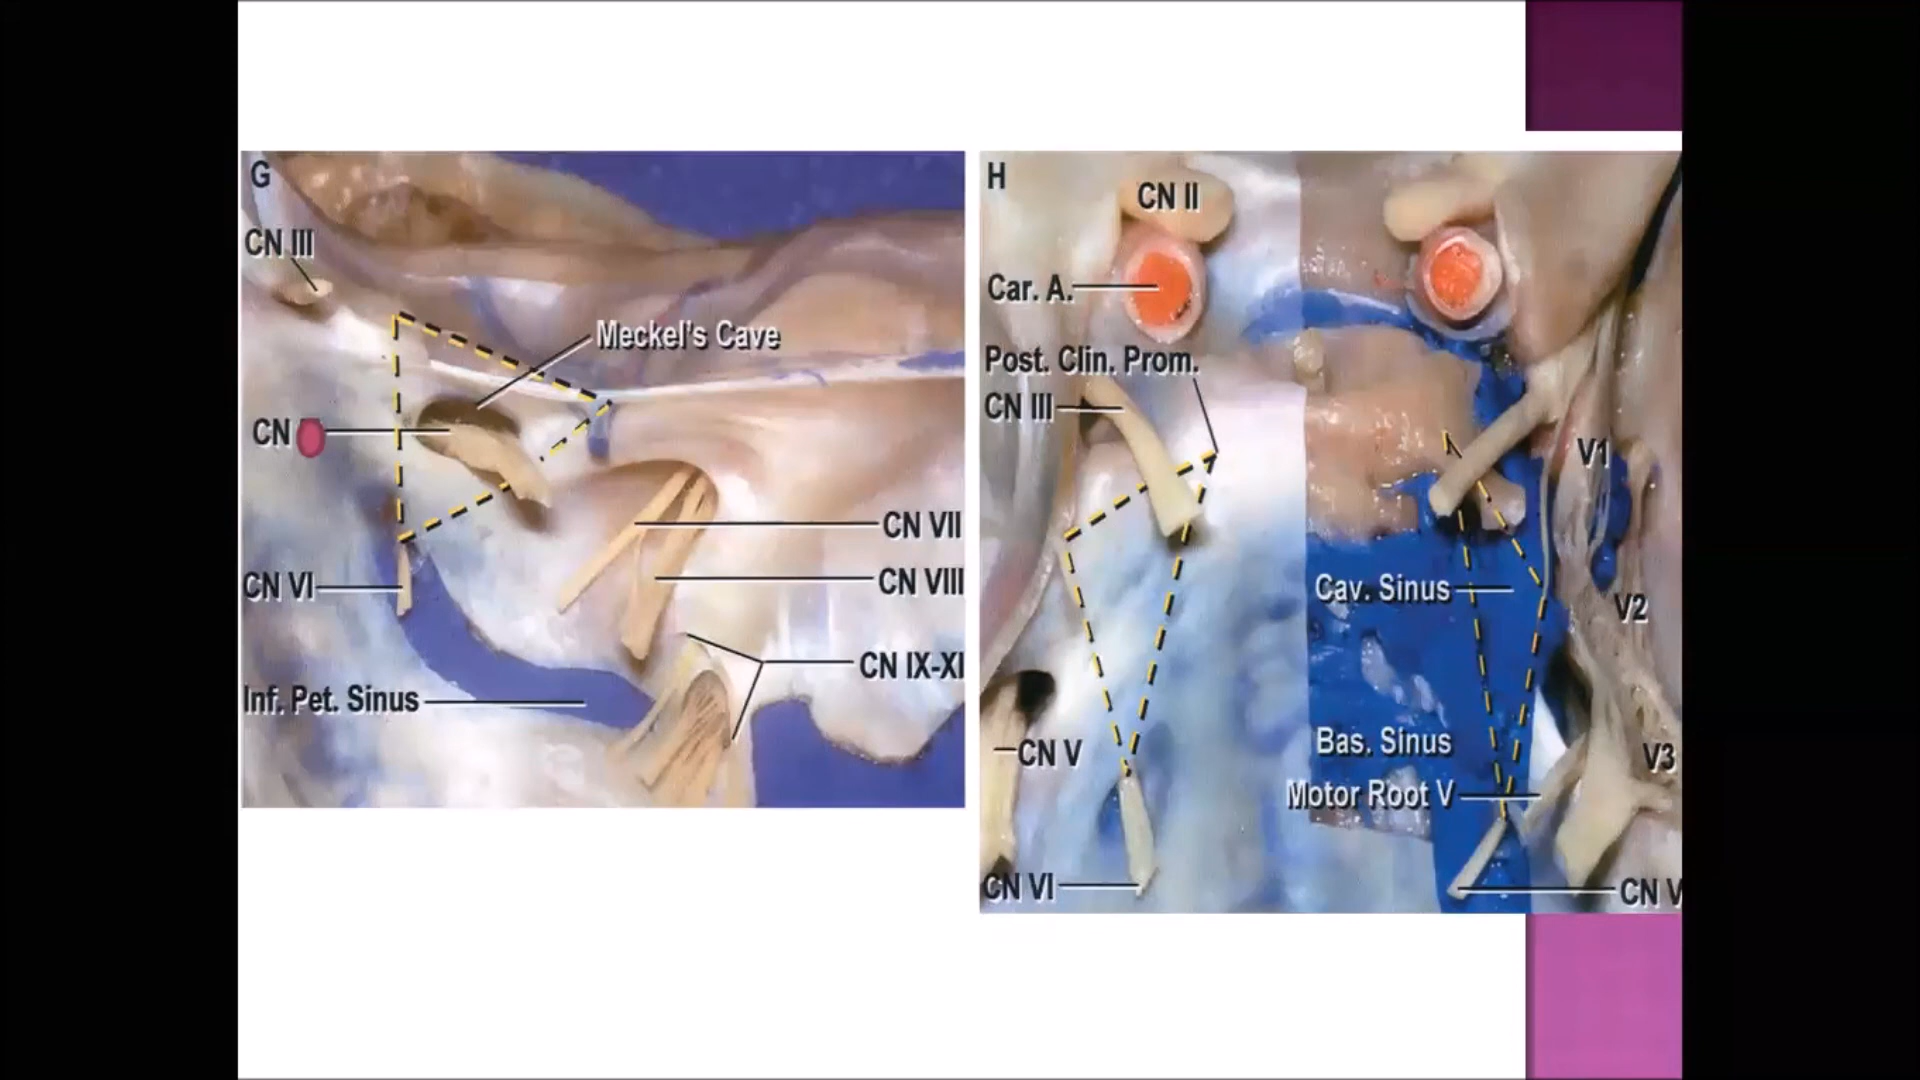 G
CN III
Meckel's Cave
CN
CN VII
CN VI
CN VIII
CN IX-XI
Inf. Pet. Sinus
H
CN II
Car. A.
Post. Clin. Prom.
CN III
V1
Cav. Sinus
V2
Bas. Sinus
CN V
V3
Motor Root V
CN VI
CN V